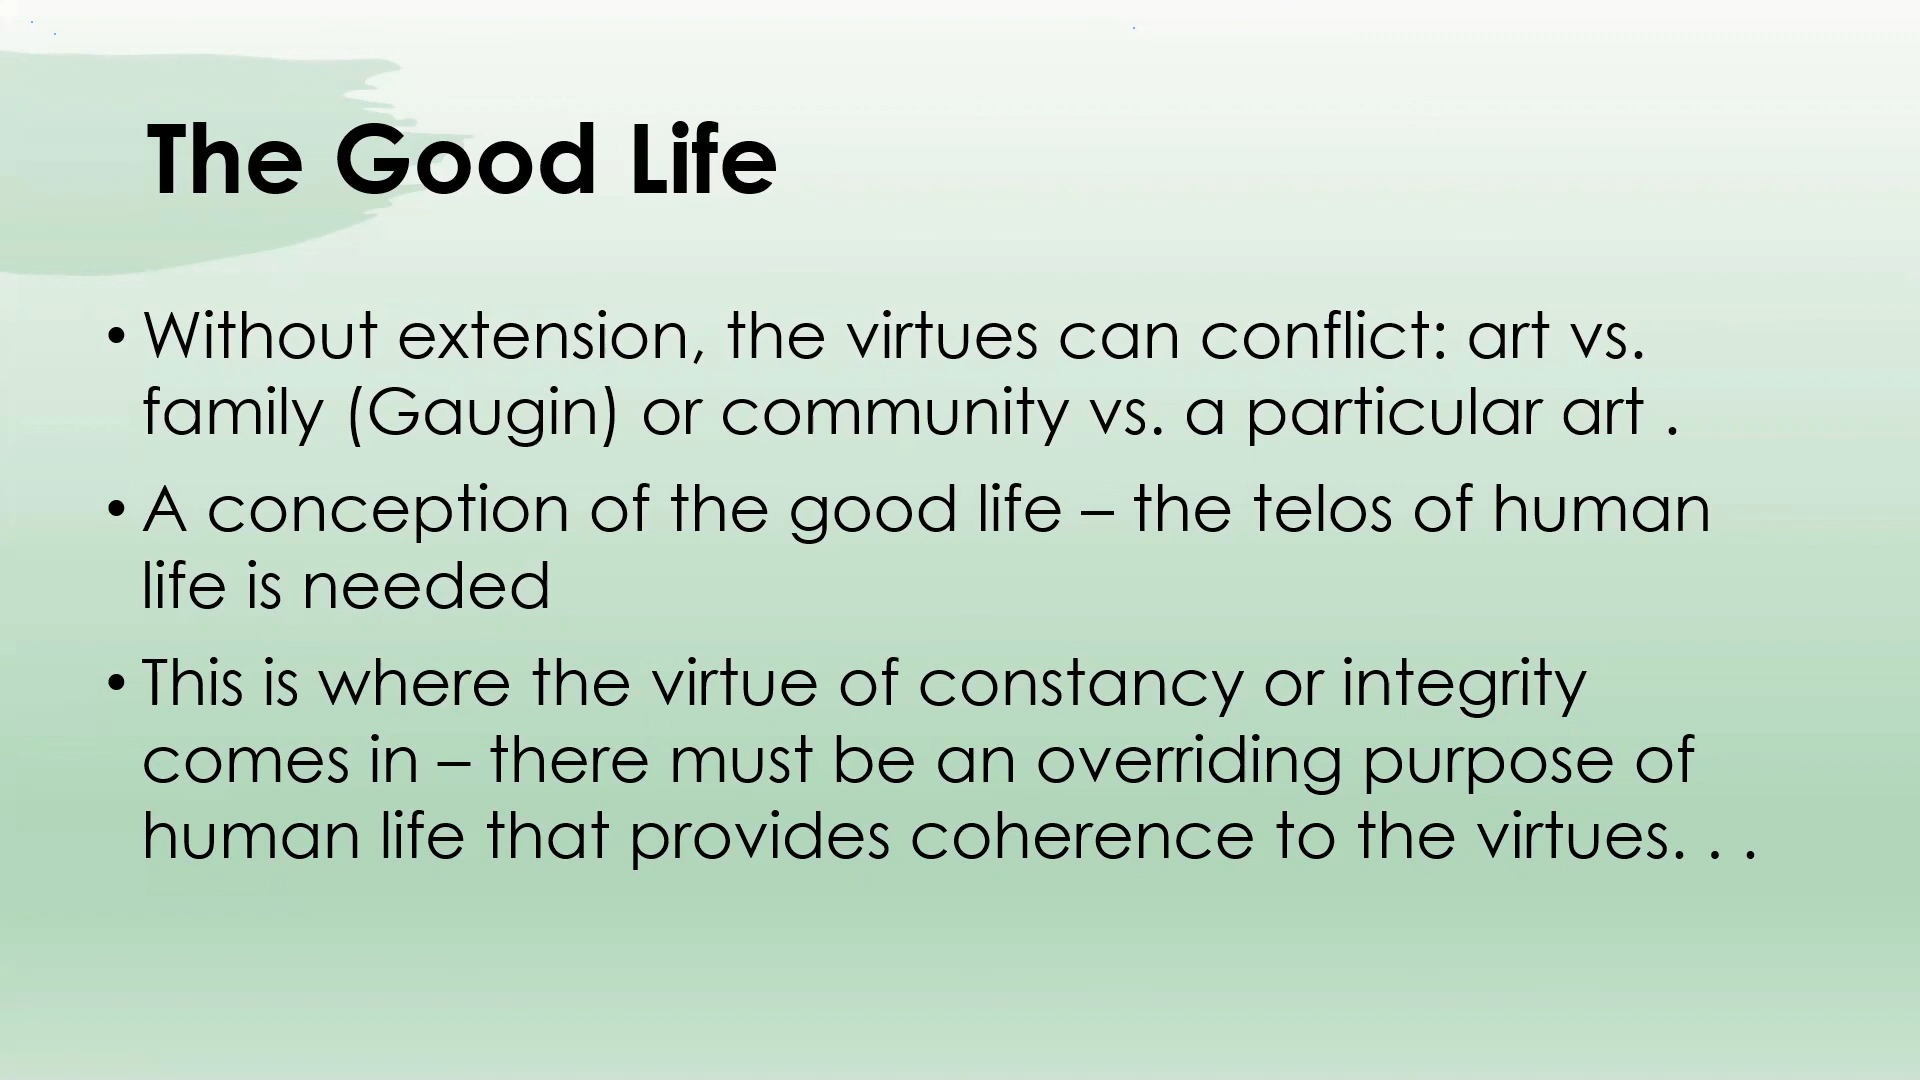 The Good Life
• Without extension, the virtues can conflict: art vs.
family (Gaugin) or community vs. a particular art .
• A conception of the good life – the telos of human
life is needed
• This is where the virtue of constancy or integrity
comes in – there must be an overriding purpose of
human life that provides coherence to the virtues. . .